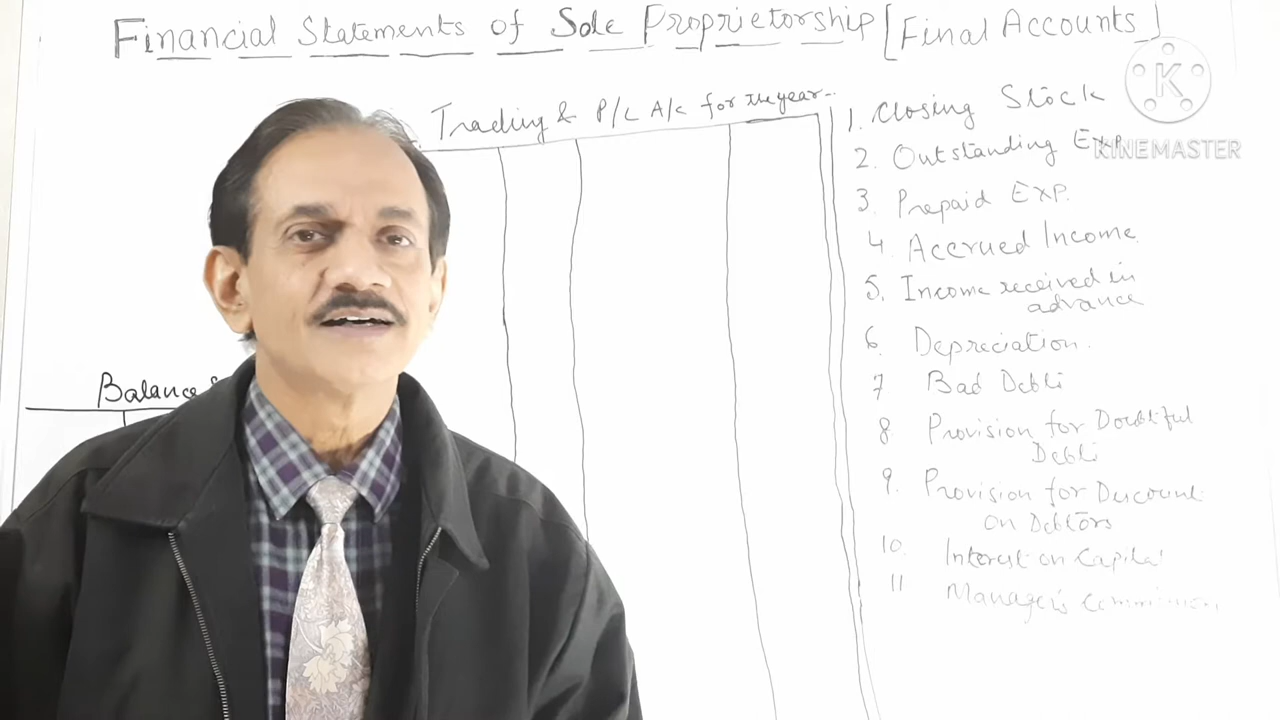 Financial Statements of Sole Proprietorship [Final Accounts]
Trading & P/L A/c for the year--
1. Closing Stock
2. Outstanding Exp.
KINEMASTER
3. Prepaid Exp.
4 Accrued Income
5. Income received in
advance
6. Depreciation.
7 Bad Debts
8. Provision for Doubtful
Debts
9. Provision for Discount
on Debtors
10. Interest on Capital
11 Manager's Commission
Balance